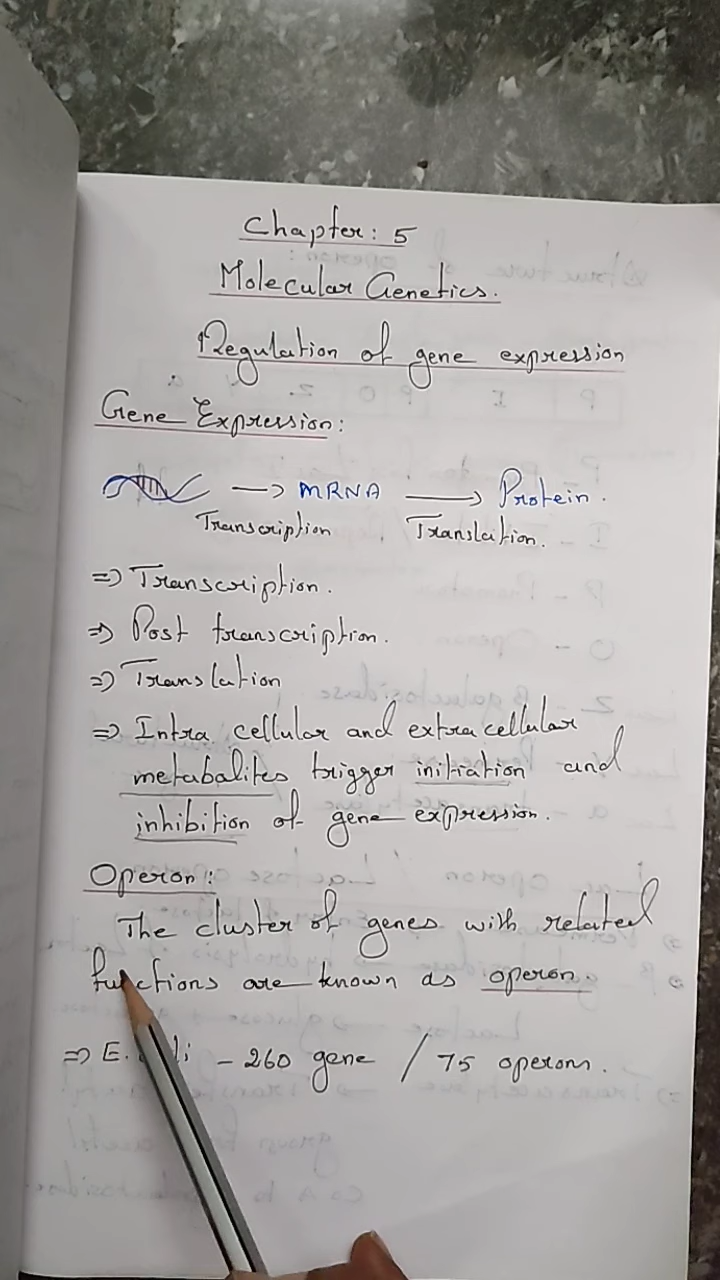 Chapter: 5
Molecular Genetics.
Regulation of gene expression
Gene Expression:
→ mRNA → Protein.
Transcription Translation.
⇒ Transcription.
⇒ Post transcription.
⇒ Translation
⇒ Intra cellular and extra cellular
metabalites trigger initiation and
inhibition of gene expression.
Operon:
The cluster of genes with related
functions are known as operon.
⇒ E. - 260 gene / 75 operons.